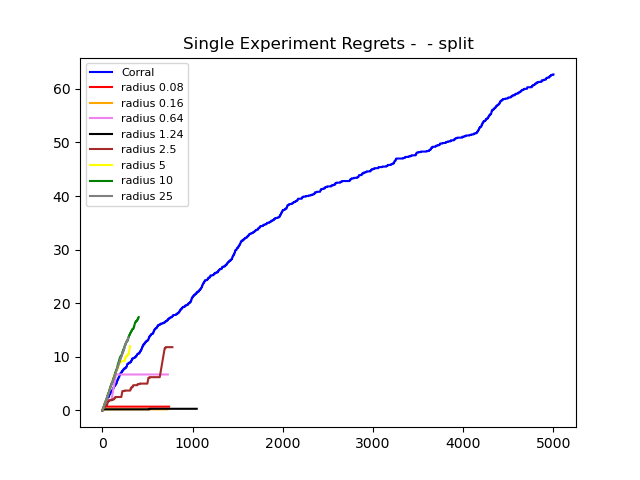 Single Experiment Regrets -  - split
Corral
radius 0.08
radius 0.16
radius 0.64
radius 1.24
radius 2.5
radius 5
radius 10
radius 25
60
50
40
30
20
10
0
0 1000 2000 3000 4000 5000